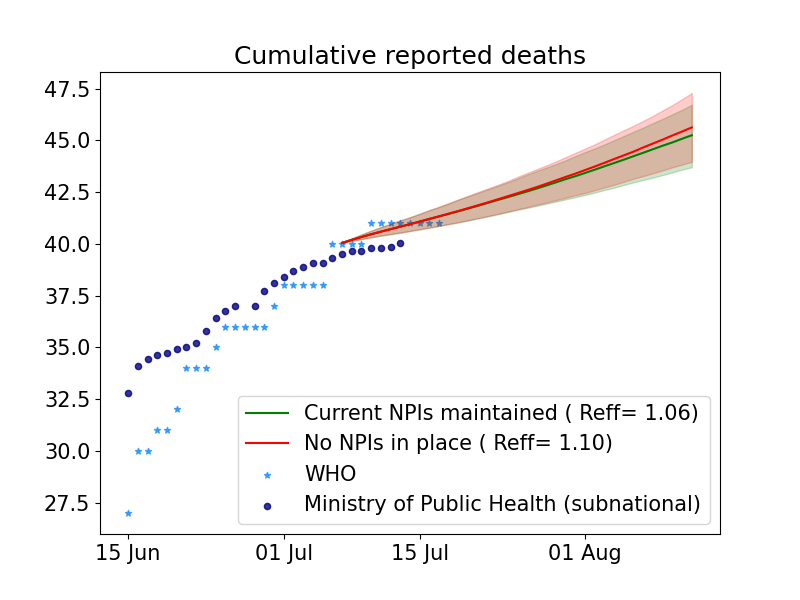 Cumulative reported deaths
47.5
45.0
42.5
40.0
37.5
35.0
32.5
30.0
27.5
Current NPIs maintained ( Reff= 1.06)
No NPIs in place ( Reff= 1.10)
WHO
Ministry of Public Health (subnational)
15 Jun
01 Jul
15 Jul
01 Aug